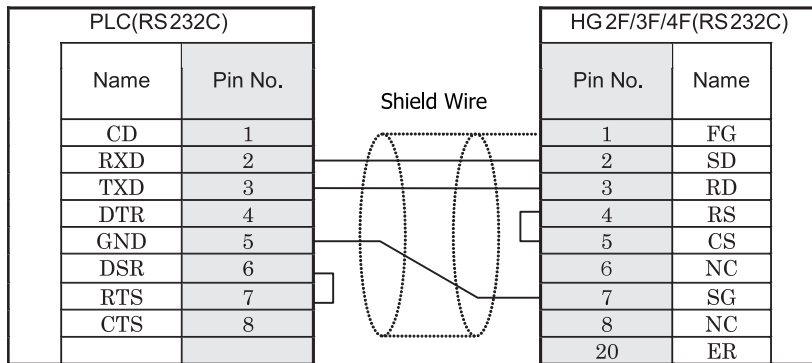 PLC(RS232C) HG2F/3F/4F(RS232C)
Name Pin No. Pin No. Name
Shield Wire
CD 1 1 FG
RXD 2 2 SD
TXD 3 3 RD
DTR 4 4 RS
GND 5 5 CS
DSR 6 6 NC
RTS 7 7 SG
CTS 8 8 NC
20 ER